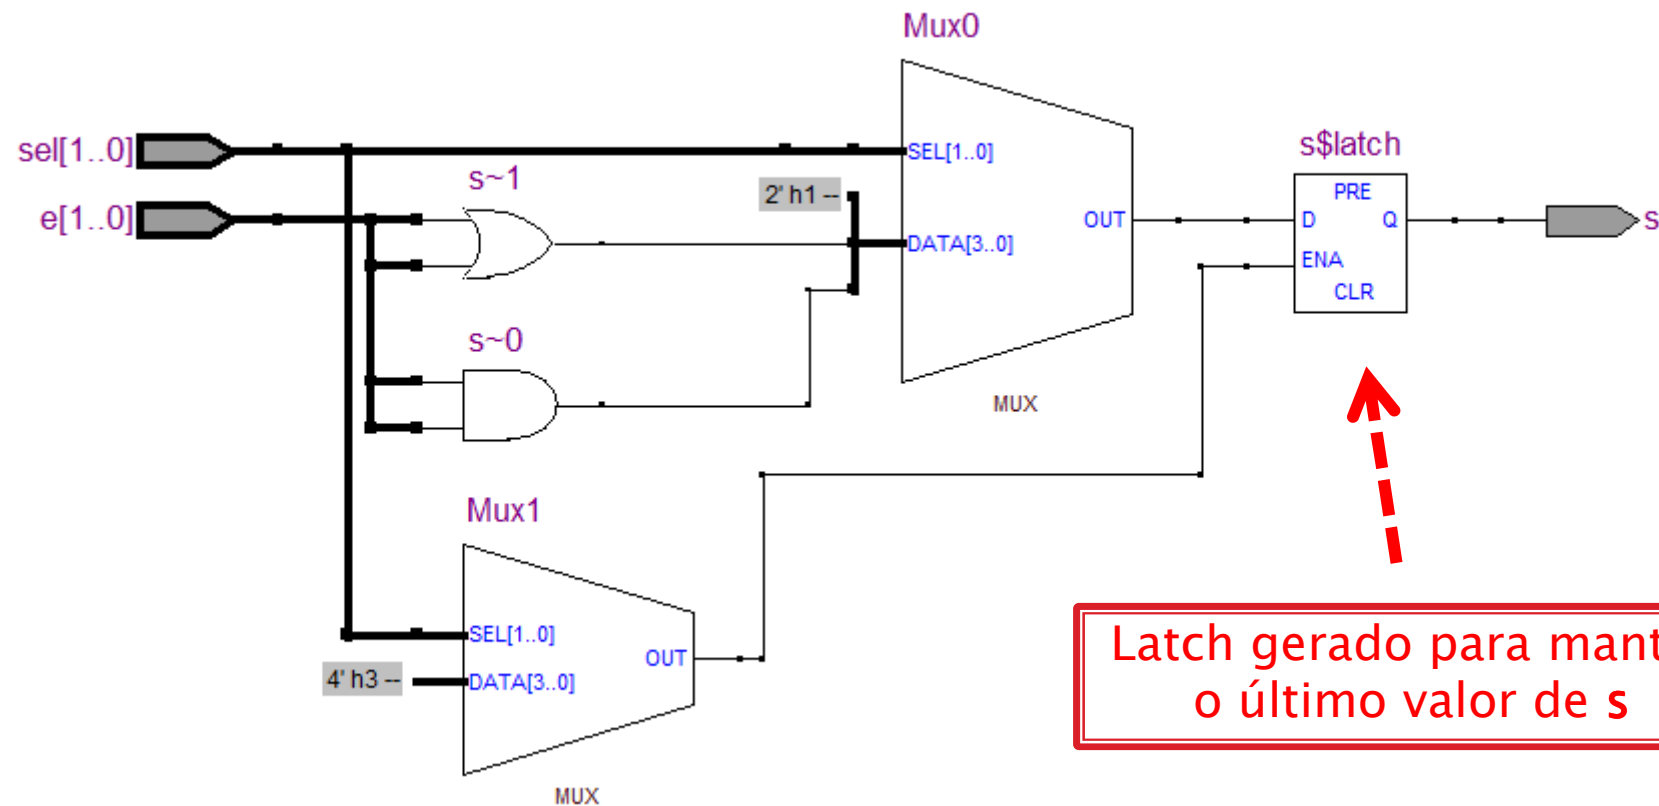 Mux0
sel[1..0]
e[1..0]
s~1
2' h1 --
SEL[1..0]
DATA[3..0]
OUT
MUX
s$latch
PRE
D
Q
ENA
CLR
s
s~0
Mux1
SEL[1..0]
4' h3 --
DATA[3..0]
OUT
MUX
Latch gerado para mant
o último valor de s